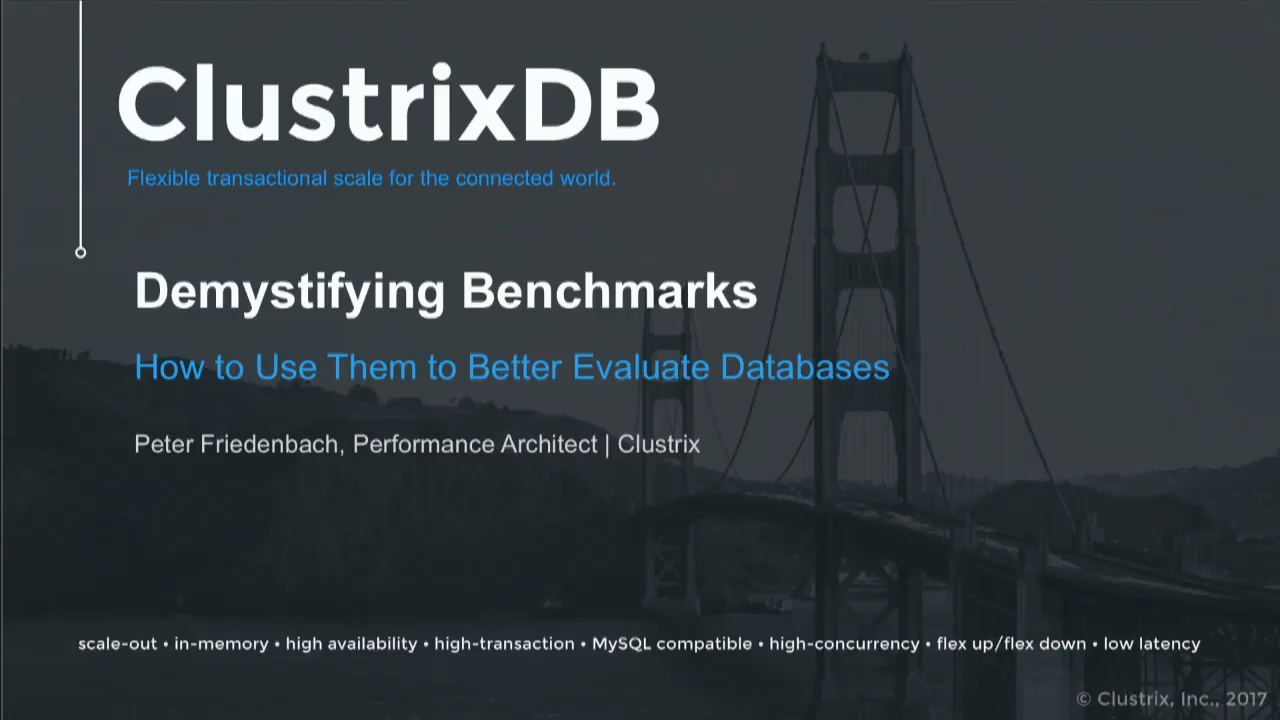 ClustrixDB
Flexible transactional scale for the connected world.
Demystifying Benchmarks
How to Use Them to Better Evaluate Databases
Peter Friedenbach, Performance Architect | Clustrix
scale-out • in-memory • high availability • high-transaction • MySQL compatible • high-concurrency • flex up/flex down • low latency
© Clustrix, Inc., 2017